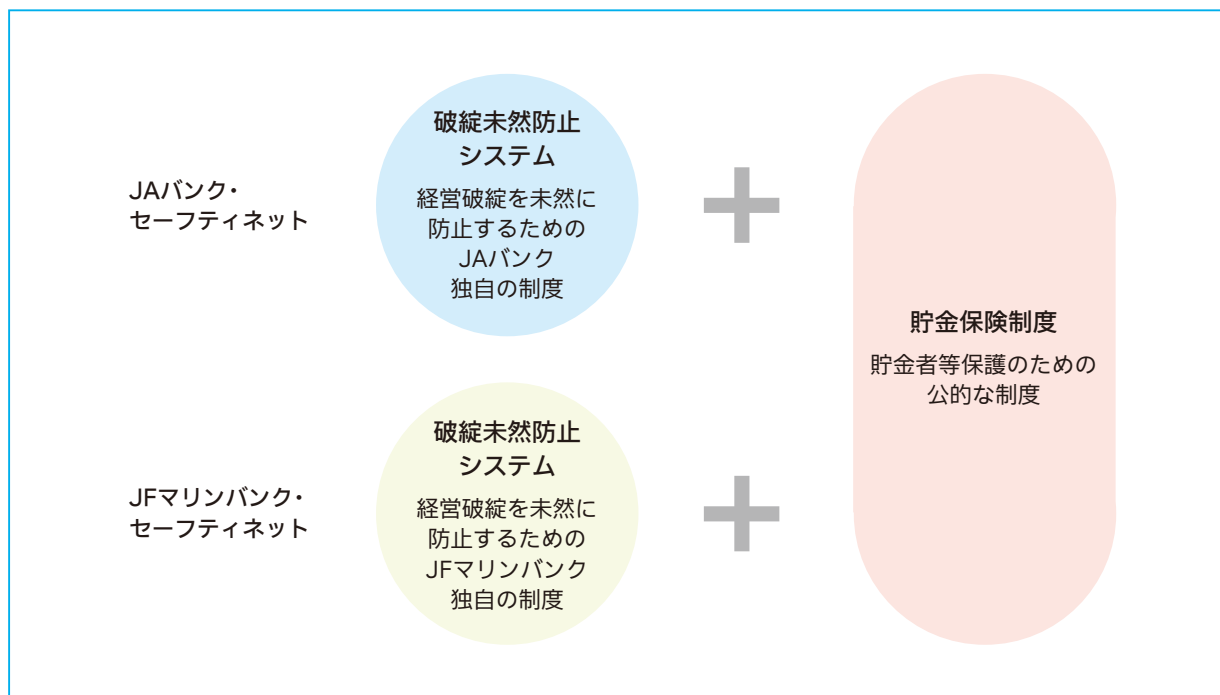 JAバンク・
セーフティネット
破綻未然防止
システム
経営破綻を未然に
防止するための
JAバンク
独自の制度
JFマリンバンク・
セーフティネット
破綻未然防止
システム
経営破綻を未然に
防止するための
JFマリンバンク
独自の制度
貯金保険制度
貯金者等保護のための
公的な制度